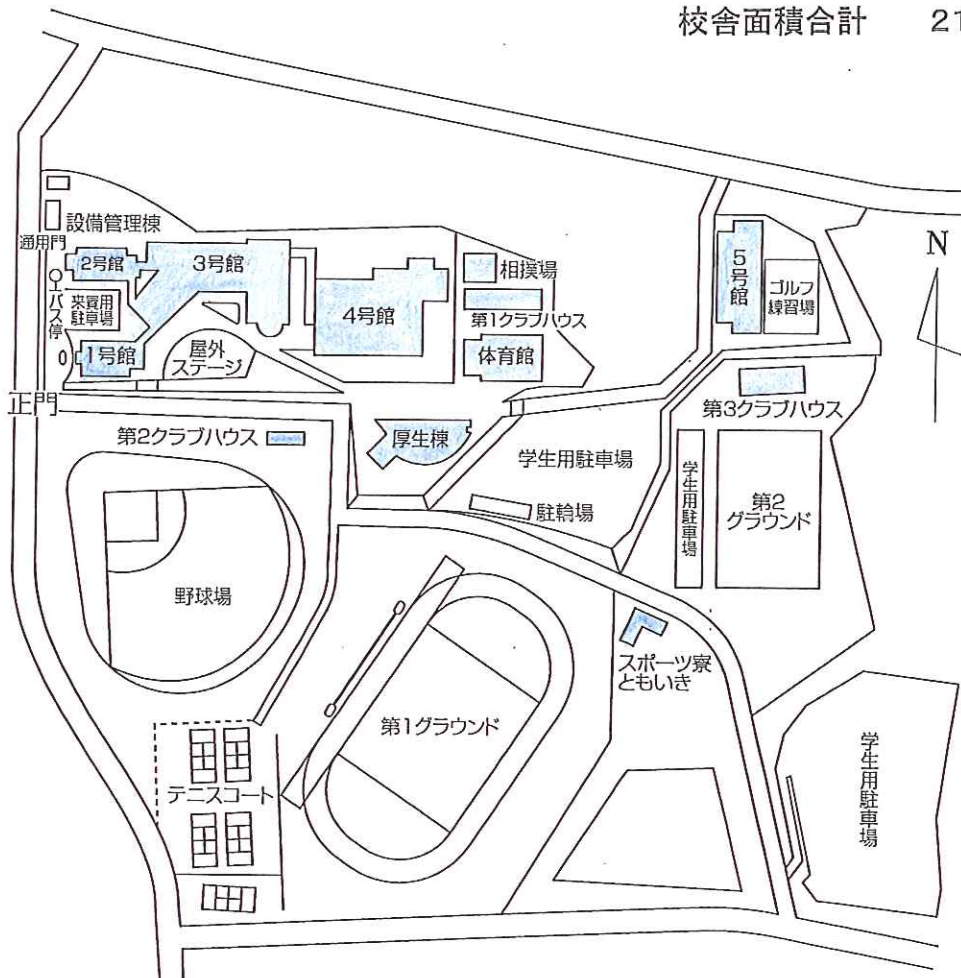 校舎面積合計 21
設備管理棟
通用門
2号館
3号館
バス停
来賓用
駐車場
1号館
屋外
ステージ
4号館
相撲場
第1クラブハウス
体育館
5号館
ゴルフ
練習場
N
正門
第2クラブハウス
厚生棟
学生用駐車場
駐輪場
第3クラブハウス
学生用駐車場
第2
グラウンド
野球場
スポーツ寮
ともいき
第1グラウンド
テニスコート
学生用駐車場